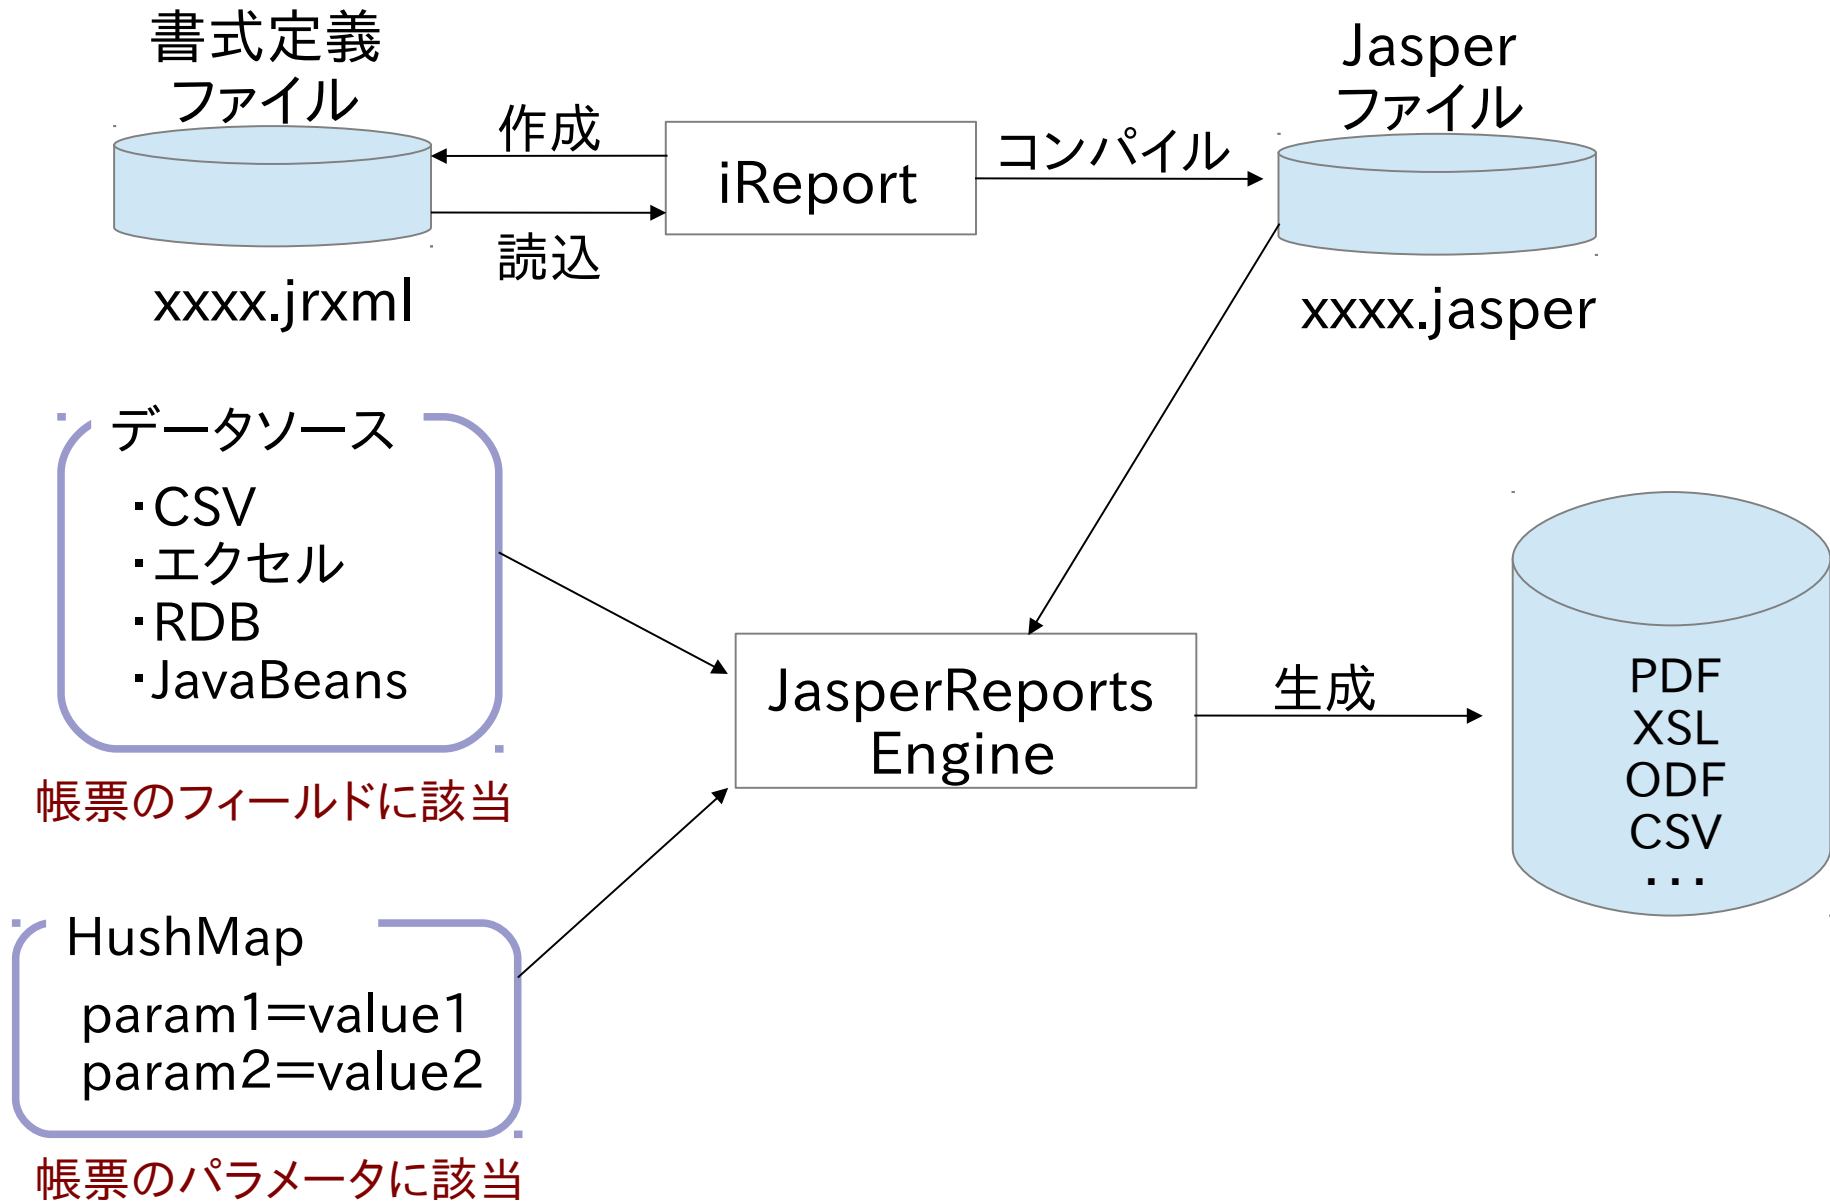 書式定義
ファイル
作成
iReport
コンパイル
Jasper
ファイル
読込
xxxx.jrxml
xxxx.jasper
データソース
・CSV
・エクセル
・RDB
・JavaBeans
帳票のフィールドに該当
JasperReports
Engine
生成
PDF
XSL
ODF
CSV
・・・
HushMap
param1=value1
param2=value2
帳票のパラメータに該当